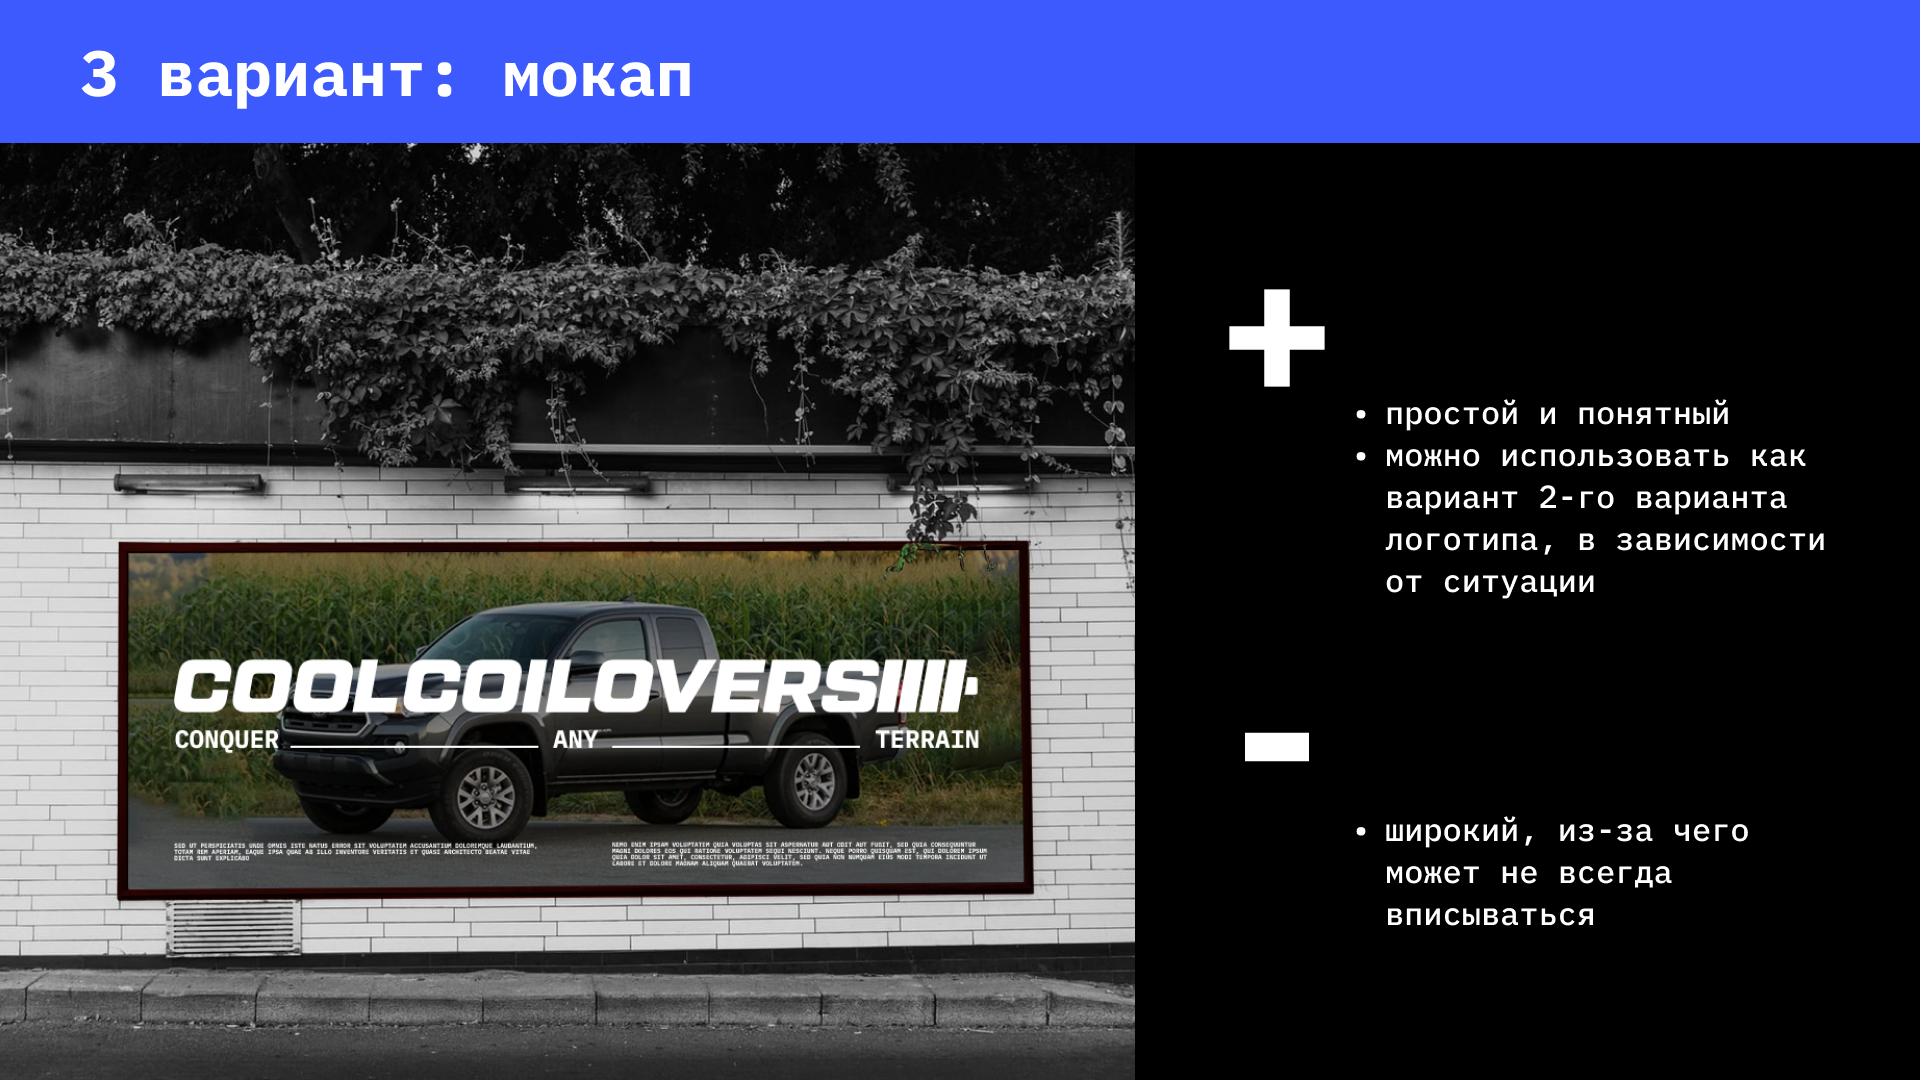 3 вариант: мокап
COOLCOILOVERS
CONQUER ANY TERRAIN
SED UT PERSPICIATIS UNDE OMNIS ISTE NATUS ERROR SIT VOLUPTATEM ACCUSANTIUM DOLOREMQUE LAUDANTIUM,
TOTAM REM APERIAM, EAQUE IPSA QUAE AB ILLO INVENTORE VERITATIS ET QUASI ARCHITECTO BEATAE VITAE
DICTA SUNT EXPLICABO
NEMO ENIM IPSAM VOLUPTATEM QUIA VOLUPTAS SIT ASPERNATUR AUT ODIT AUT FUGIT, SED QUIA CONSEQUUNTUR
MAGNI DOLORES EOS QUI RATIONE VOLUPTATEM SEQUI NESCIUNT. NEQUE PORRO QUISQUAM EST, QUI DOLOREM IPSUM
QUIA DOLOR SIT AMET, CONSECTETUR, ADIPISCI VELIT, SED QUIA NON NUMQUAM EIUS MODI TEMPORA INCIDUNT UT
LABORE ET DOLORE MAGNAM ALIQUAM QUAERAT VOLUPTATEM.
+
• простой и понятный
• можно использовать как
вариант 2-го варианта
логотипа, в зависимости
от ситуации
-
• широкий, из-за чего
может не всегда
вписываться